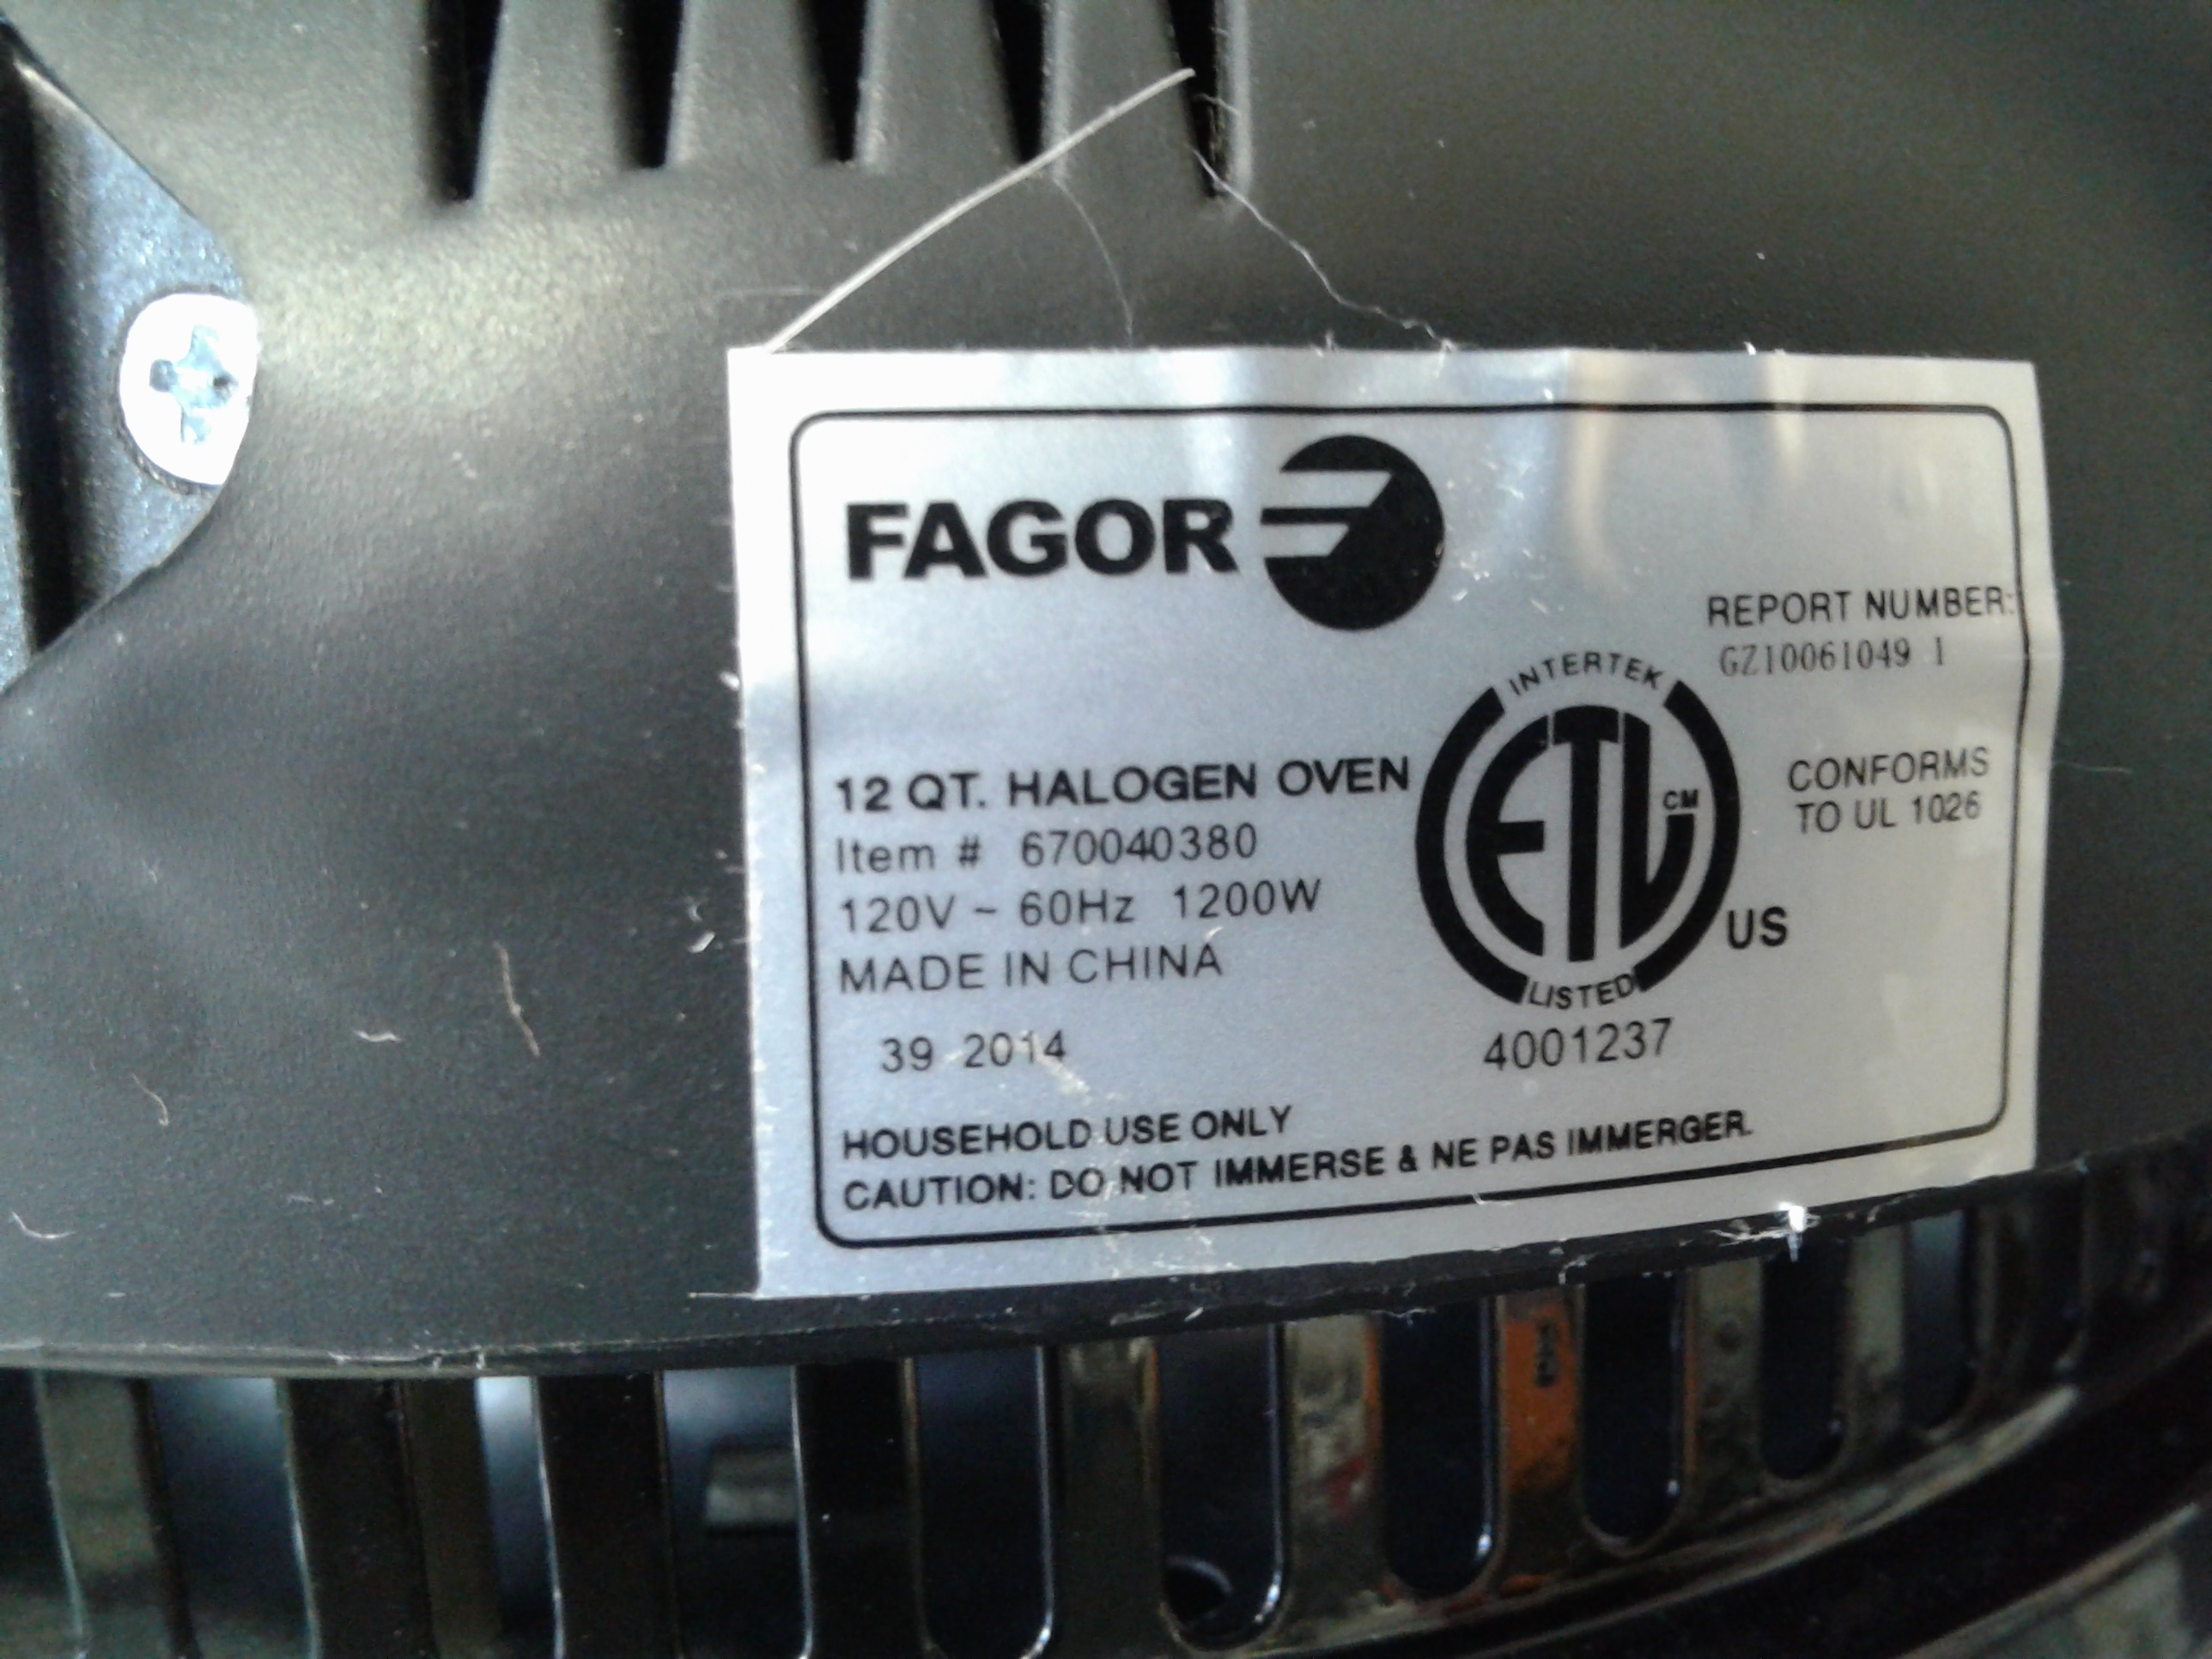 FAGOR
REPORT NUMBER:
GZ10061049 1
INTERTEK
ETL CM
LISTED
US
4001237
CONFORMS
TO UL 1026
12 QT. HALOGEN OVEN
Item # 670040380
120V ~ 60Hz 1200W
MADE IN CHINA
39 2014
HOUSEHOLD USE ONLY
CAUTION: DO NOT IMMERSE & NE PAS IMMERGER.